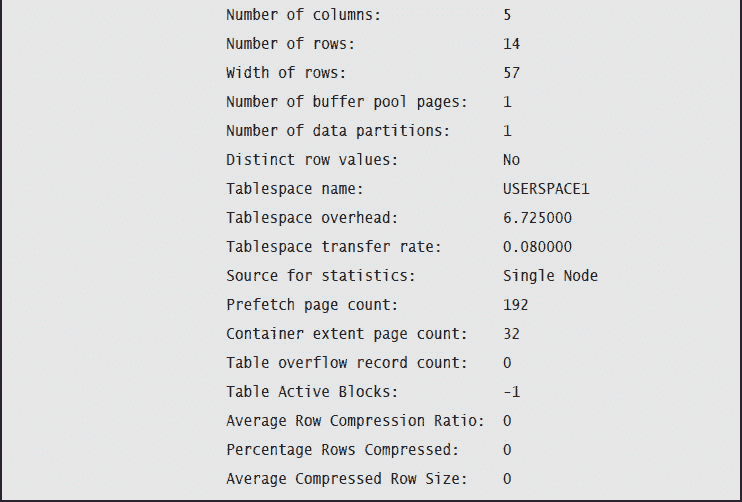 Number of columns: 5
Number of rows: 14
Width of rows: 57
Number of buffer pool pages: 1
Number of data partitions: 1
Distinct row values: No
Tablespace name: USERSPACE1
Tablespace overhead: 6.725000
Tablespace transfer rate: 0.080000
Source for statistics: Single Node
Prefetch page count: 192
Container extent page count: 32
Table overflow record count: 0
Table Active Blocks: -1
Average Row Compression Ratio: 0
Percentage Rows Compressed: 0
Average Compressed Row Size: 0